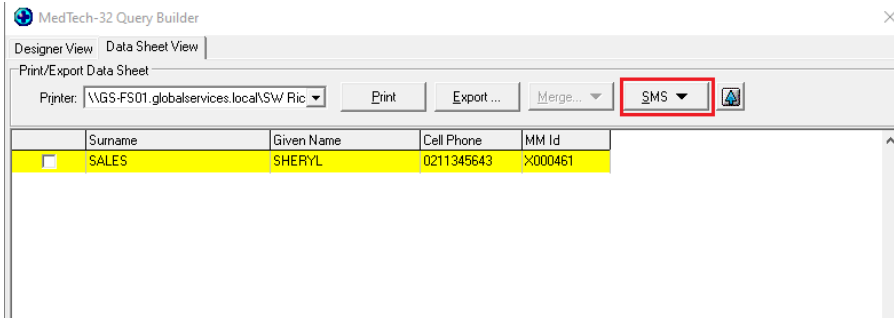 MedTech-32 Query Builder
Designer View Data Sheet View
Print/Export Data Sheet
Printer: \\GS-FS01.globalservices.local\SW Ric Print Export ... Merge... SMS
Surname Given Name Cell Phone MM Id
SALES SHERYL 0211345643 X000461